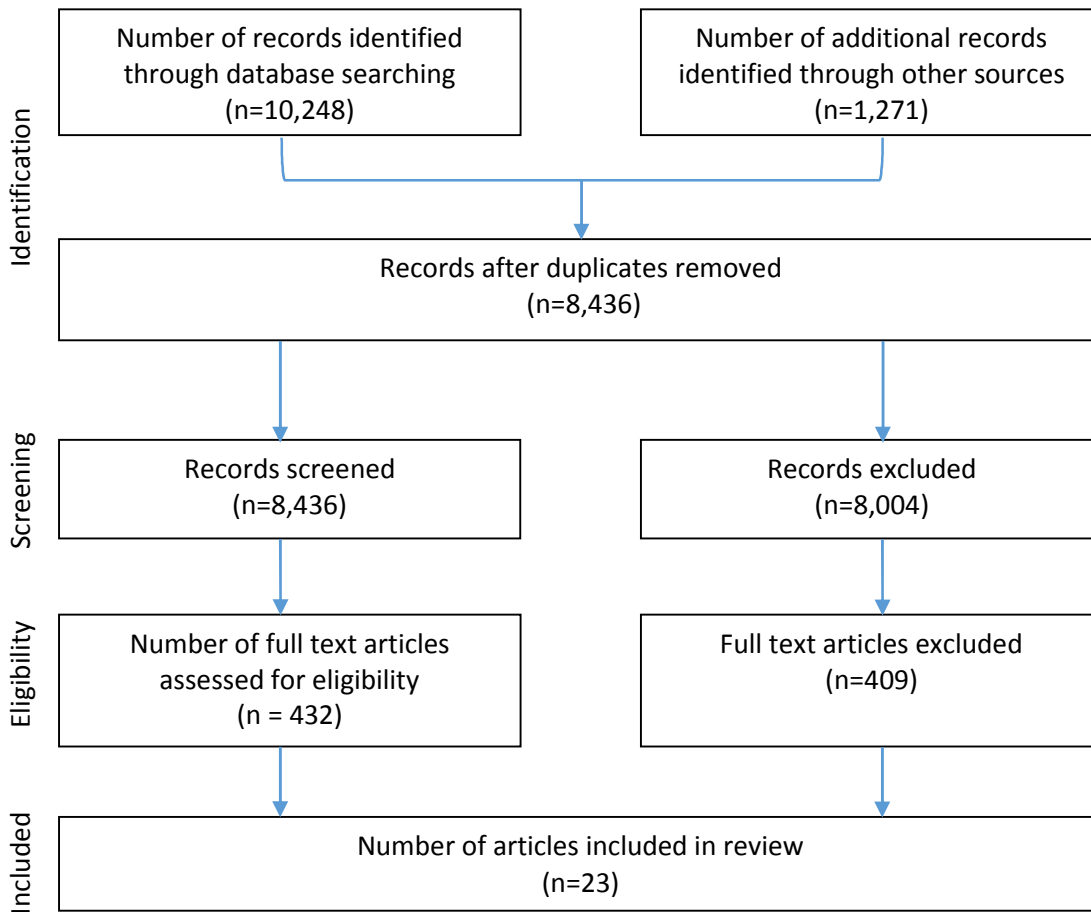 Identification
Number of records identified
through database searching
(n=10,248)
Number of additional records
identified through other sources
(n=1,271)
Records after duplicates removed
(n=8,436)
Screening
Records screened
(n=8,436)
Records excluded
(n=8,004)
Eligibility
Number of full text articles
assessed for eligibility
(n = 432)
Full text articles excluded
(n=409)
Included
Number of articles included in review
(n=23)